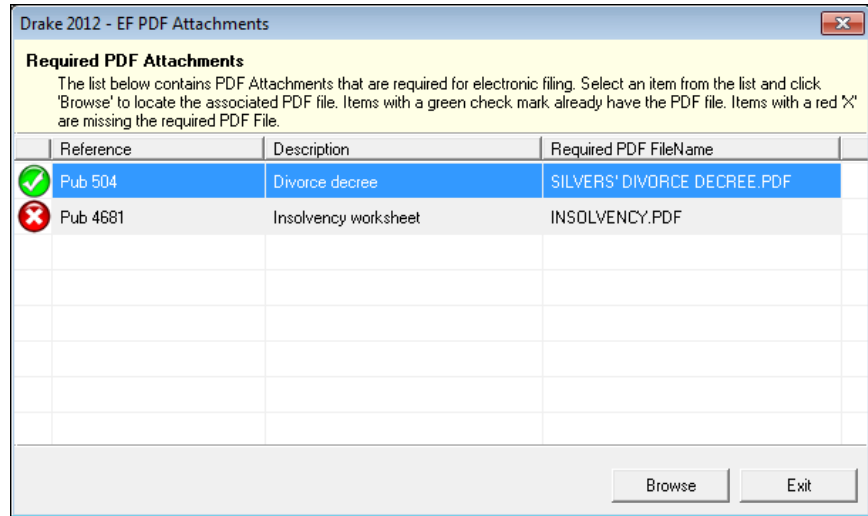 Drake 2012 - EF PDF Attachments
Required PDF Attachments
The list below contains PDF Attachments that are required for electronic filing. Select an item from the list and click
'Browse' to locate the associated PDF file. Items with a green check mark already have the PDF file. Items with a red 'X'
are missing the required PDF File.
Reference Description Required PDF FileName
Pub 504 Divorce decree SILVERS' DIVORCE DECREE.PDF
Pub 4681 Insolvency worksheet INSOLVENCY.PDF
Browse Exit